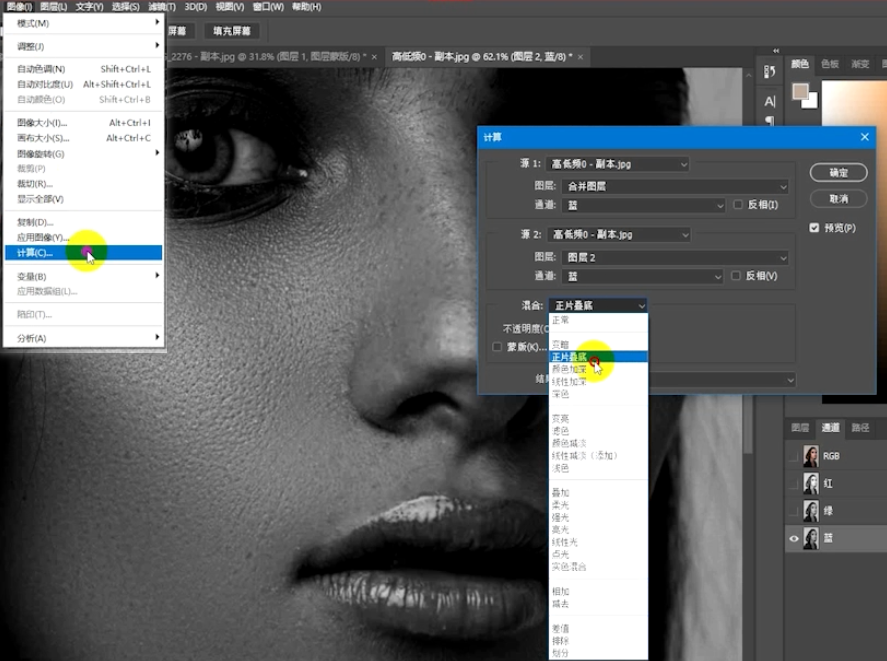 图像(I) 图层(L) 文字(Y) 选择(S) 滤镜(T) 3D(D) 视图(V) 窗口(W) 帮助(H)
模式(M)
调整(J)
自动色调(N) Shift+Ctrl+L
自动对比度(U) Alt+Shift+Ctrl+L
自动颜色(O) Shift+Ctrl+B
图像大小(I)... Alt+Ctrl+I
画布大小(S)... Alt+Ctrl+C
图像旋转(G)
裁剪(P)
裁切(R)...
显示全部(V)
复制(D)...
应用图像(Y)...
计算(C)...
变量(B)
应用数据组(L)...
陷印(T)...
分析(A)
屏幕 填充屏幕
_2276 - 副本.jpg @ 31.8% (图层 1, 图层蒙版/8) * ×
高低频0 - 副本.jpg @ 62.1% (图层 2, 蓝/8) * ×
计算
源 1: 高低频0 - 副本.jpg
图层: 合并图层
通道: 蓝 反相(I)
源 2: 高低频0 - 副本.jpg
图层: 图层 2
通道: 蓝 反相(V)
混合: 正片叠底
不透明度(O
蒙版(K)...
结果
确定
取消
预览(P)
正常
变暗
正片叠底
颜色加深
线性加深
深色
变亮
滤色
颜色减淡
线性减淡（添加）
浅色
叠加
柔光
强光
亮光
线性光
点光
实色混合
相加
减去
差值
排除
划分
颜色 色板 渐变
图层 通道 路径
RGB
红
绿
蓝